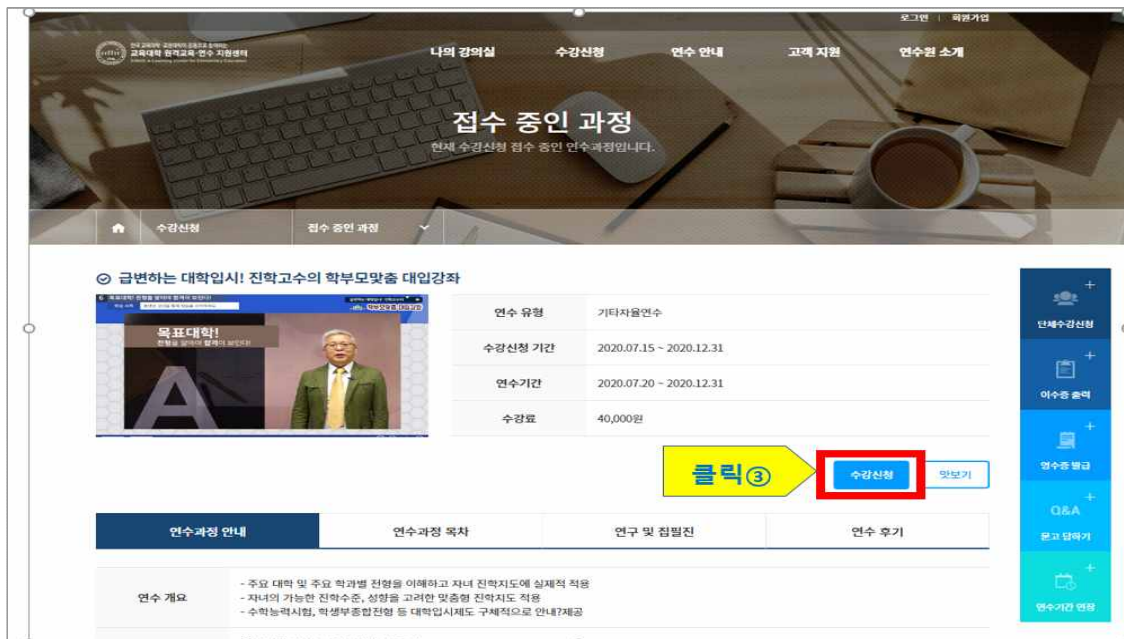 로그인 | 회원가입
교육대학 원격교육·연수 지원센터
나의 강의실 수강신청 연수 안내 고객 지원 연수원 소개
접수 중인 과정
현재 수강신청 접수 중인 연수과정입니다.
수강신청 접수 중인 과정
급변하는 대학입시! 진학고수의 학부모맞춤 대입강좌
목표대학!
전형을 알아야 합격이 보인다!
A
연수 유형 기타자율연수
수강신청 기간 2020.07.15 ~ 2020.12.31
연수기간 2020.07.20 ~ 2020.12.31
수강료 40,000원
클릭③
수강신청 맛보기
단체수강신청
이수증 출력
영수증 발급
Q&A
묻고 답하기
연수기간 연장
연수과정 안내 연수과정 목차 연구 및 집필진 연수 후기
연수 개요
- 주요 대학 및 주요 학과별 전형을 이해하고 자녀 진학지도에 실제적 적용
- 자녀의 가능한 진학수준, 성향을 고려한 맞춤형 진학지도 적용
- 수학능력시험, 학생부종합전형 등 대학입시제도 구체적으로 안내?제공